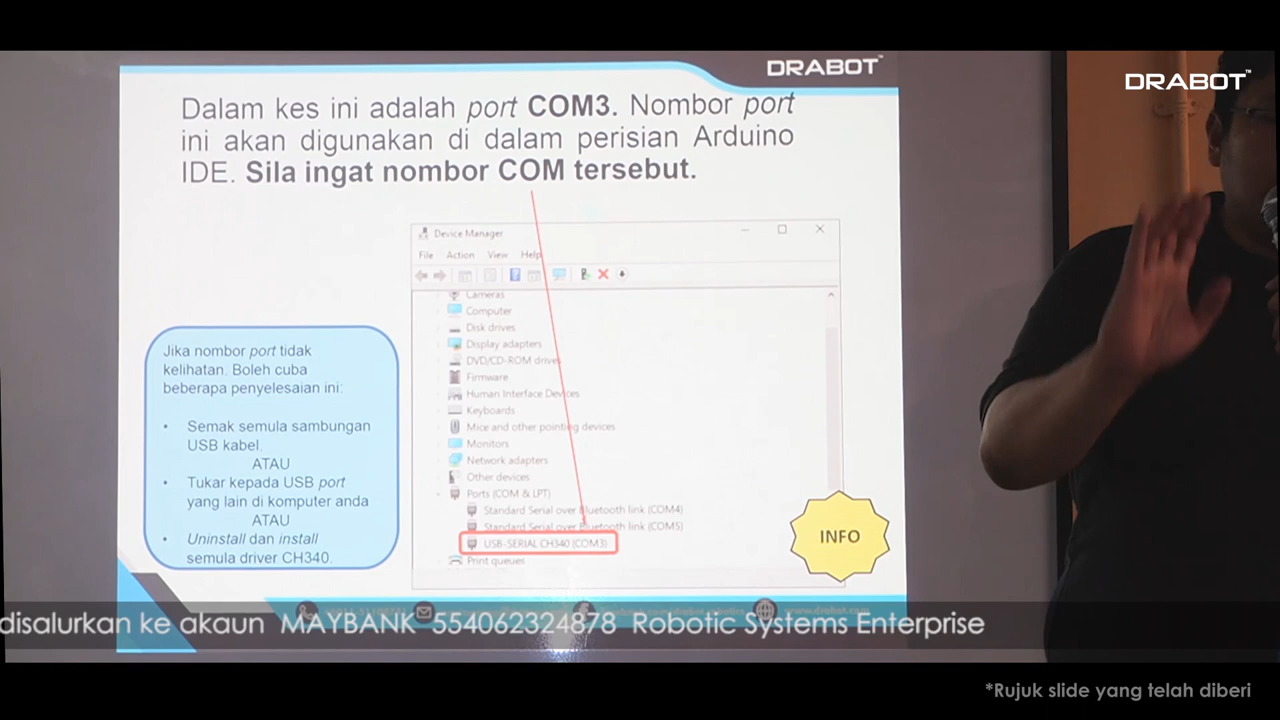 DRABOT™
DRABOT™
Dalam kes ini adalah port COM3. Nombor port
ini akan digunakan di dalam perisian Arduino
IDE. Sila ingat nombor COM tersebut.
Device Manager
File Action View Help
Cameras
Computer
Disk drives
Display adapters
DVD/CD-ROM drives
Firmware
Human Interface Devices
Keyboards
Mice and other pointing devices
Monitors
Network adapters
Other devices
Ports (COM & LPT)
Standard Serial over Bluetooth link (COM4)
Standard Serial over Bluetooth link (COM5)
USB-SERIAL CH340 (COM3)
Print queues
Jika nombor port tidak
kelihatan. Boleh cuba
beberapa penyelesaian ini:
• Semak semula sambungan
USB kabel.
ATAU
• Tukar kepada USB port
yang lain di komputer anda
ATAU
• Uninstall dan install
semula driver CH340.
INFO
www.drabot.com
disalurkan ke akaun MAYBANK 554062324878 Robotic Systems Enterprise
*Rujuk slide yang telah diberi